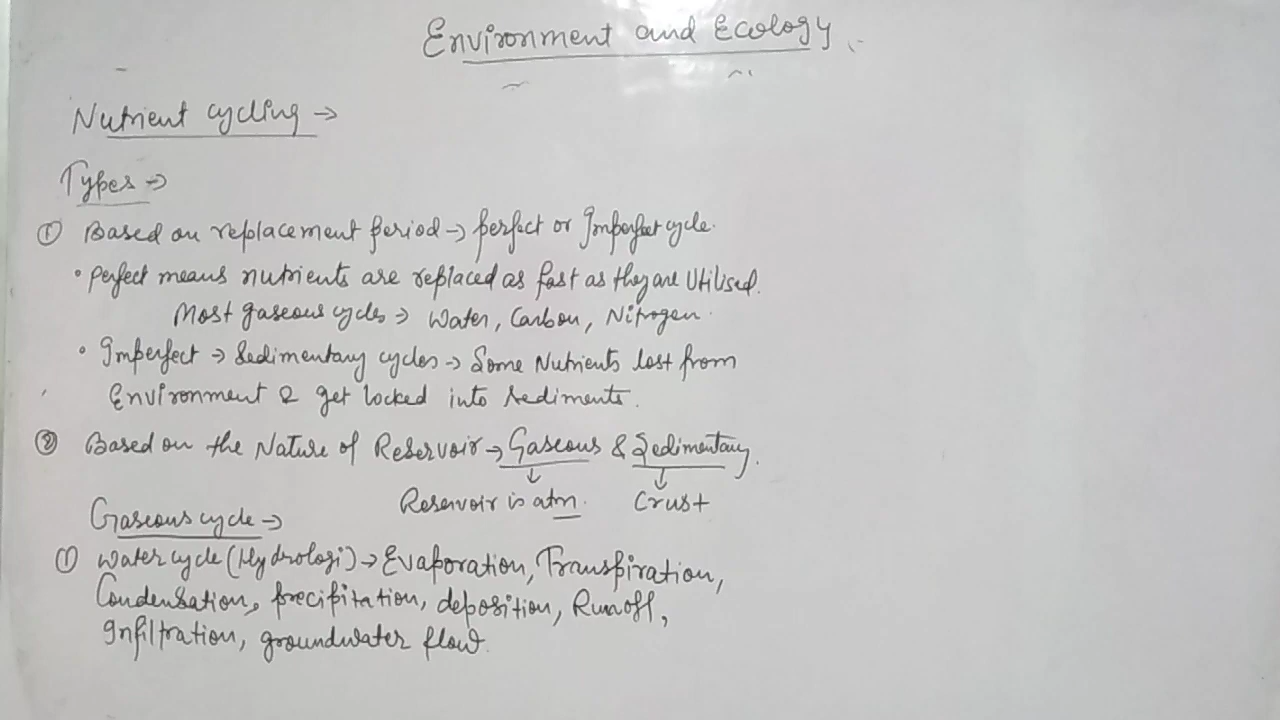 Environment and Ecology
Nutrient cycling →
Types →
① Based on replacement period → perfect or Imperfect cycle.
• perfect means nutrients are replaced as fast as they are Utilised.
Most gaseous cycles → Water, Carbon, Nitrogen.
• Imperfect → Sedimentary cycles → Some Nutrients lost from
Environment & get locked into sediments.
② Based on the Nature of Reservoir → Gaseous & Sedimentary.
↓ ↓
Reservoir is atm. Crust
Gaseous cycle →
① Water cycle (Hydrologi) → Evaporation, Transpiration,
Condensation, precipitation, deposition, Runoff,
Infiltration, groundwater flow.